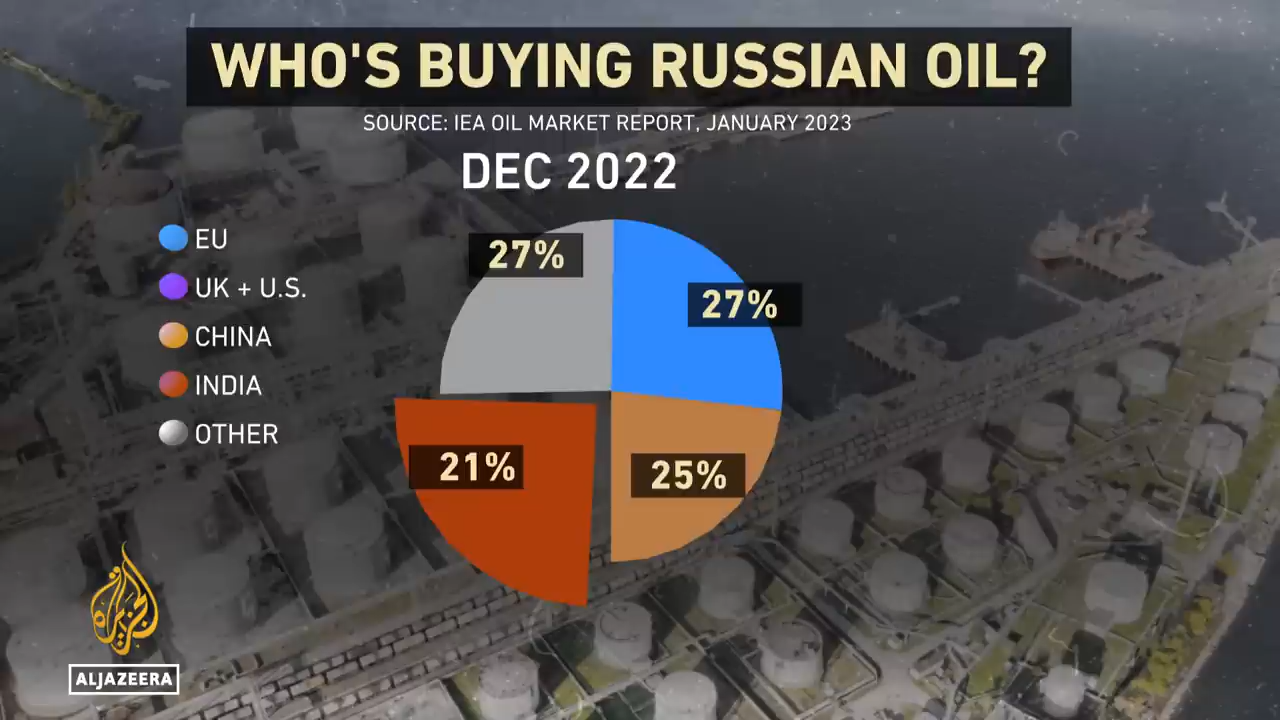 WHO'S BUYING RUSSIAN OIL?
SOURCE: IEA OIL MARKET REPORT, JANUARY 2023
DEC 2022
EU
UK + U.S.
CHINA
INDIA
OTHER
27%
27%
21%
25%
ALJAZEERA